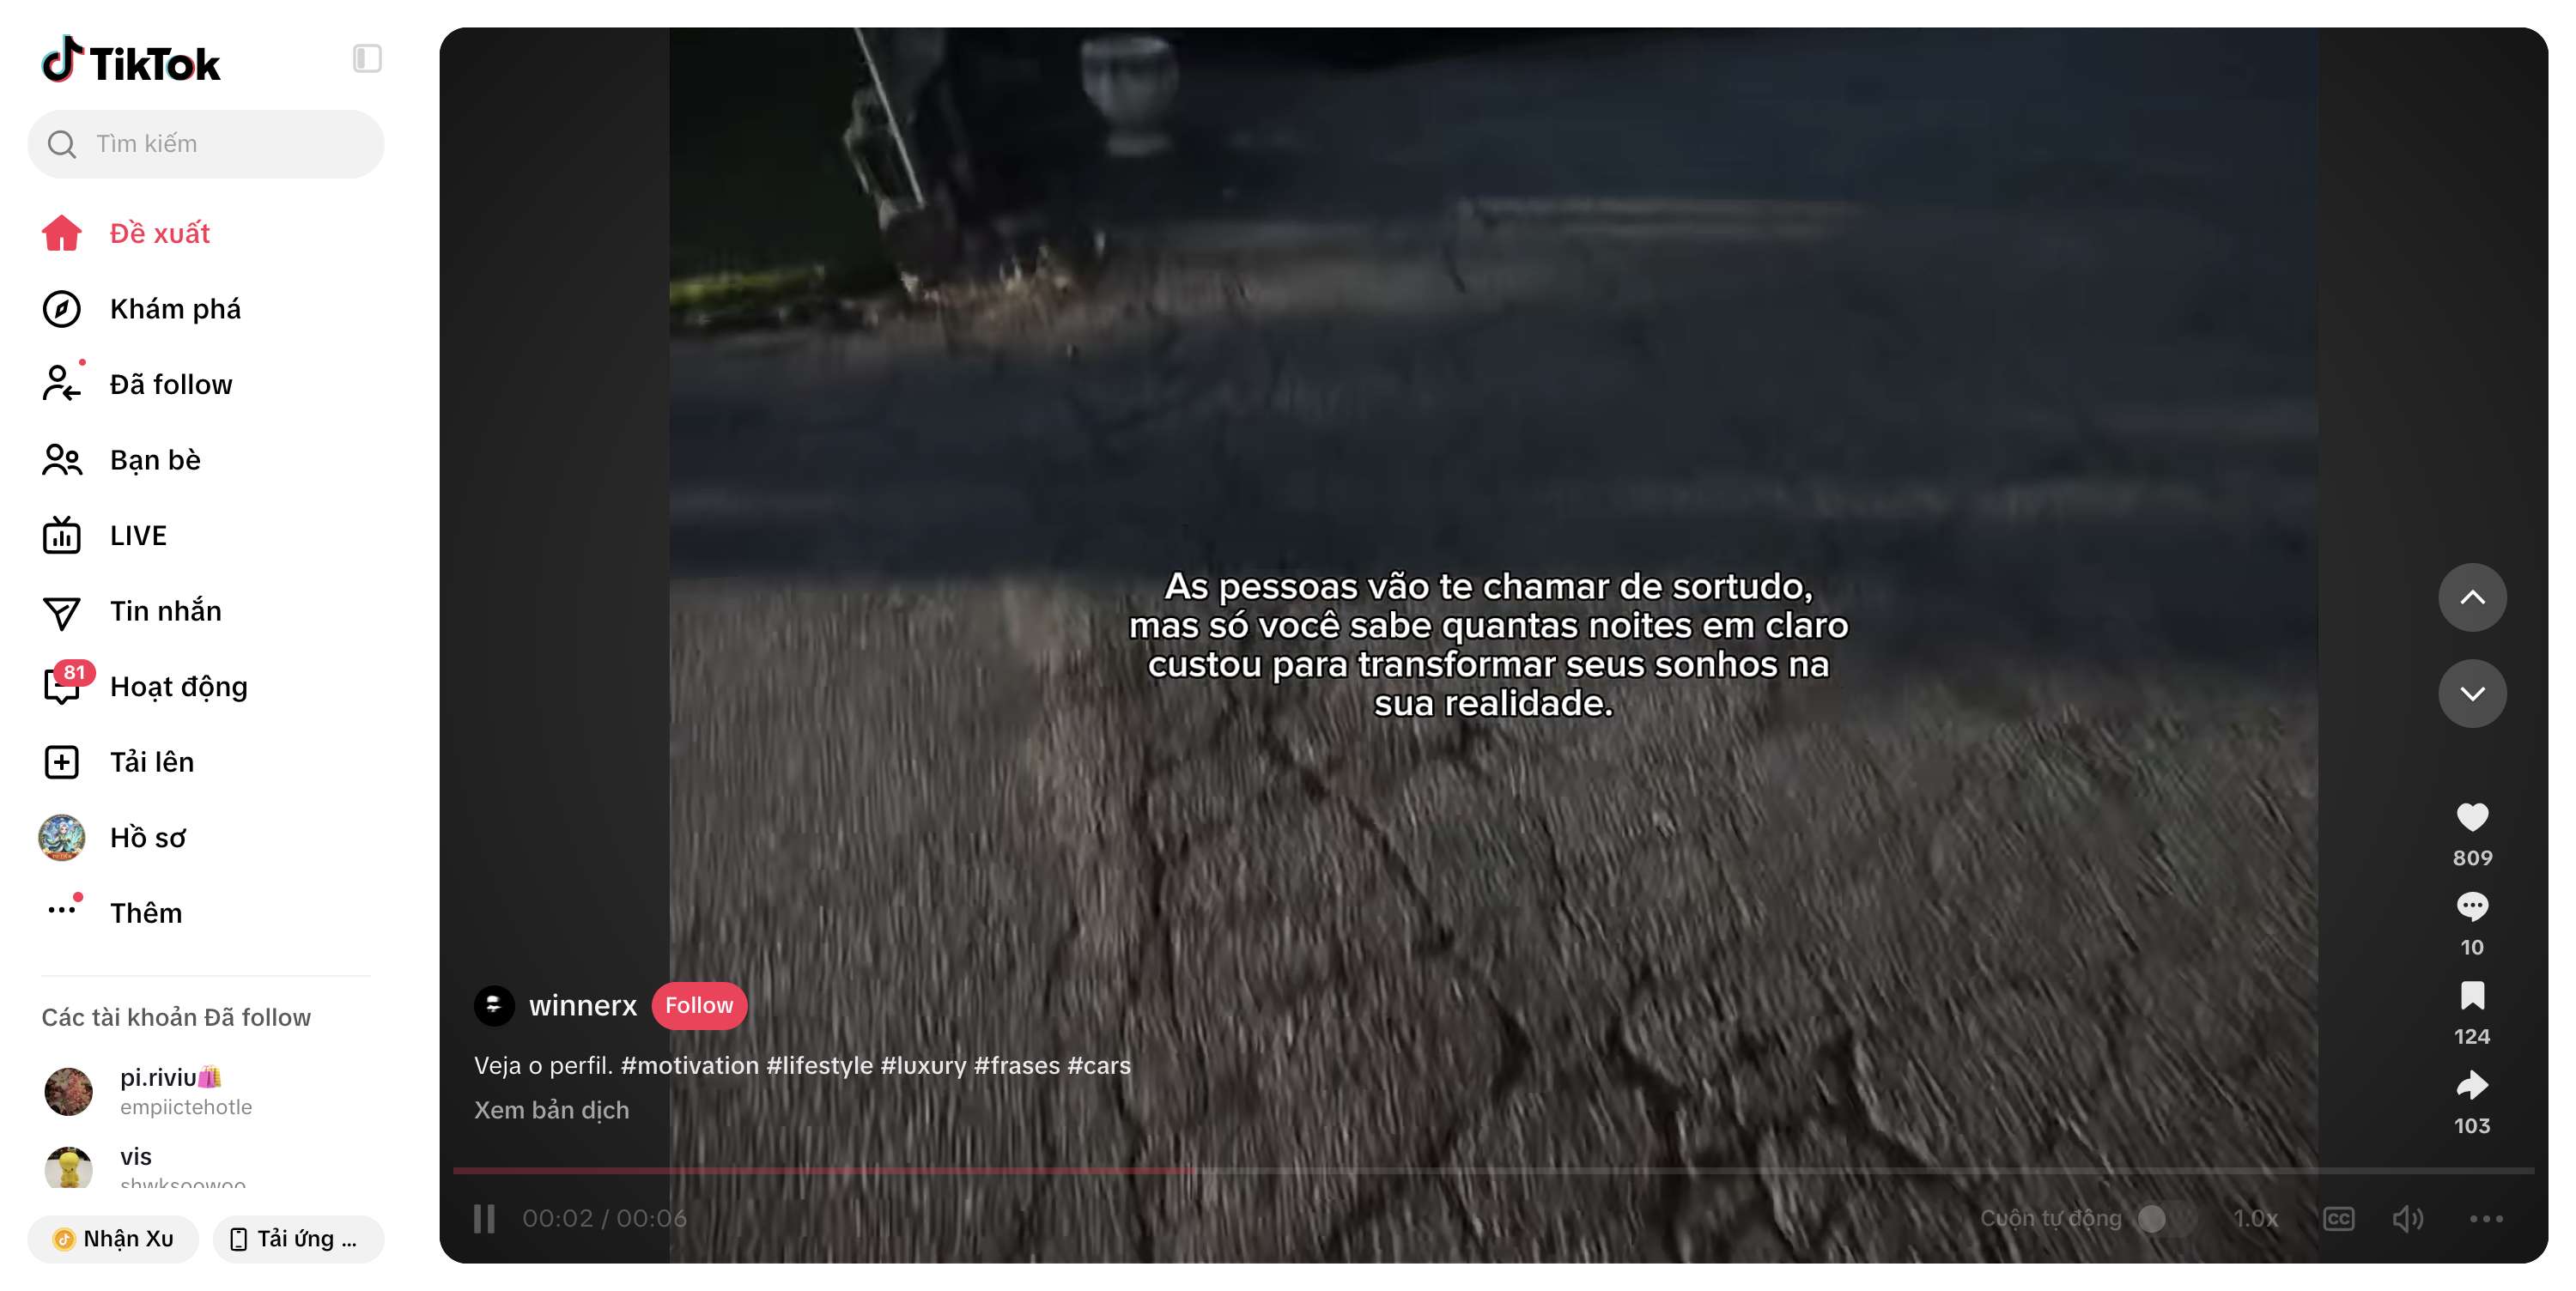 TikTok
Tìm kiếm
Đề xuất
Khám phá
Đã follow
Bạn bè
LIVE
Tin nhắn
81
Hoạt động
Tải lên
Hồ sơ
Thêm
Các tài khoản Đã follow
pi.riviu
empiictehotle
vis
shwksoowoo
Nhận Xu
Tải ứng ...
As pessoas vão te chamar de sortudo,
mas só você sabe quantas noites em claro
custou para transformar seus sonhos na
sua realidade.
winnerx Follow
Veja o perfil. #motivation #lifestyle #luxury #frases #cars
Xem bản dịch
00:02 / 00:06
Cuộn tự động
1.0x
CC
809
10
124
103